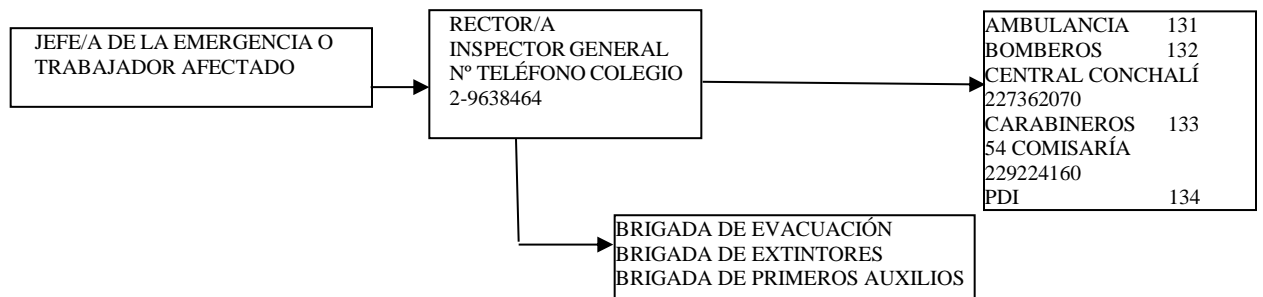 JEFE/A DE LA EMERGENCIA O
TRABAJADOR AFECTADO
RECTOR/A
INSPECTOR GENERAL
Nº TELÉFONO COLEGIO
2-9638464
AMBULANCIA 131
BOMBEROS 132
CENTRAL CONCHALÍ
227362070
CARABINEROS 133
54 COMISARÍA
229224160
PDI 134
BRIGADA DE EVACUACIÓN
BRIGADA DE EXTINTORES
BRIGADA DE PRIMEROS AUXILIOS